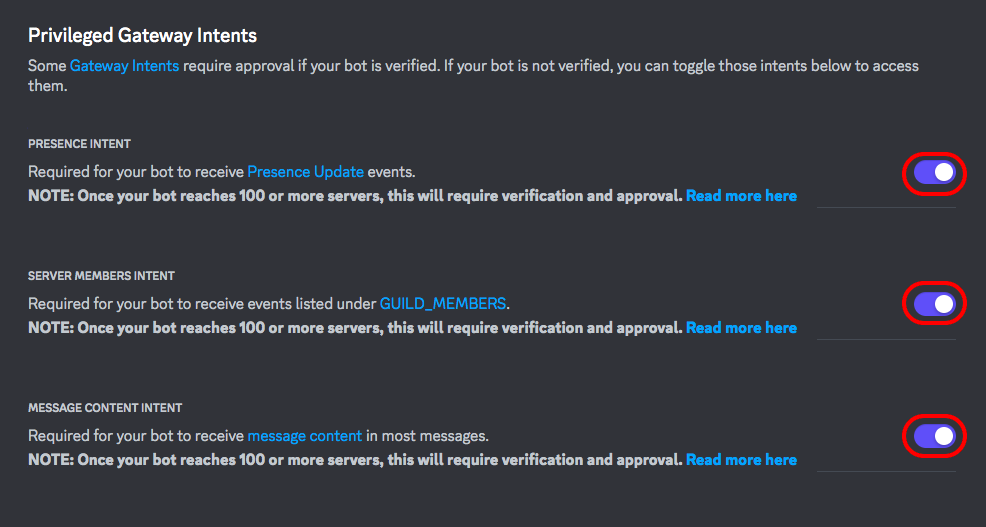 Privileged Gateway Intents
Some Gateway Intents require approval if your bot is verified. If your bot is not verified, you can toggle those intents below to access
them.
PRESENCE INTENT
Required for your bot to receive Presence Update events.
NOTE: Once your bot reaches 100 or more servers, this will require verification and approval. Read more here
SERVER MEMBERS INTENT
Required for your bot to receive events listed under GUILD_MEMBERS.
NOTE: Once your bot reaches 100 or more servers, this will require verification and approval. Read more here
MESSAGE CONTENT INTENT
Required for your bot to receive message content in most messages.
NOTE: Once your bot reaches 100 or more servers, this will require verification and approval. Read more here